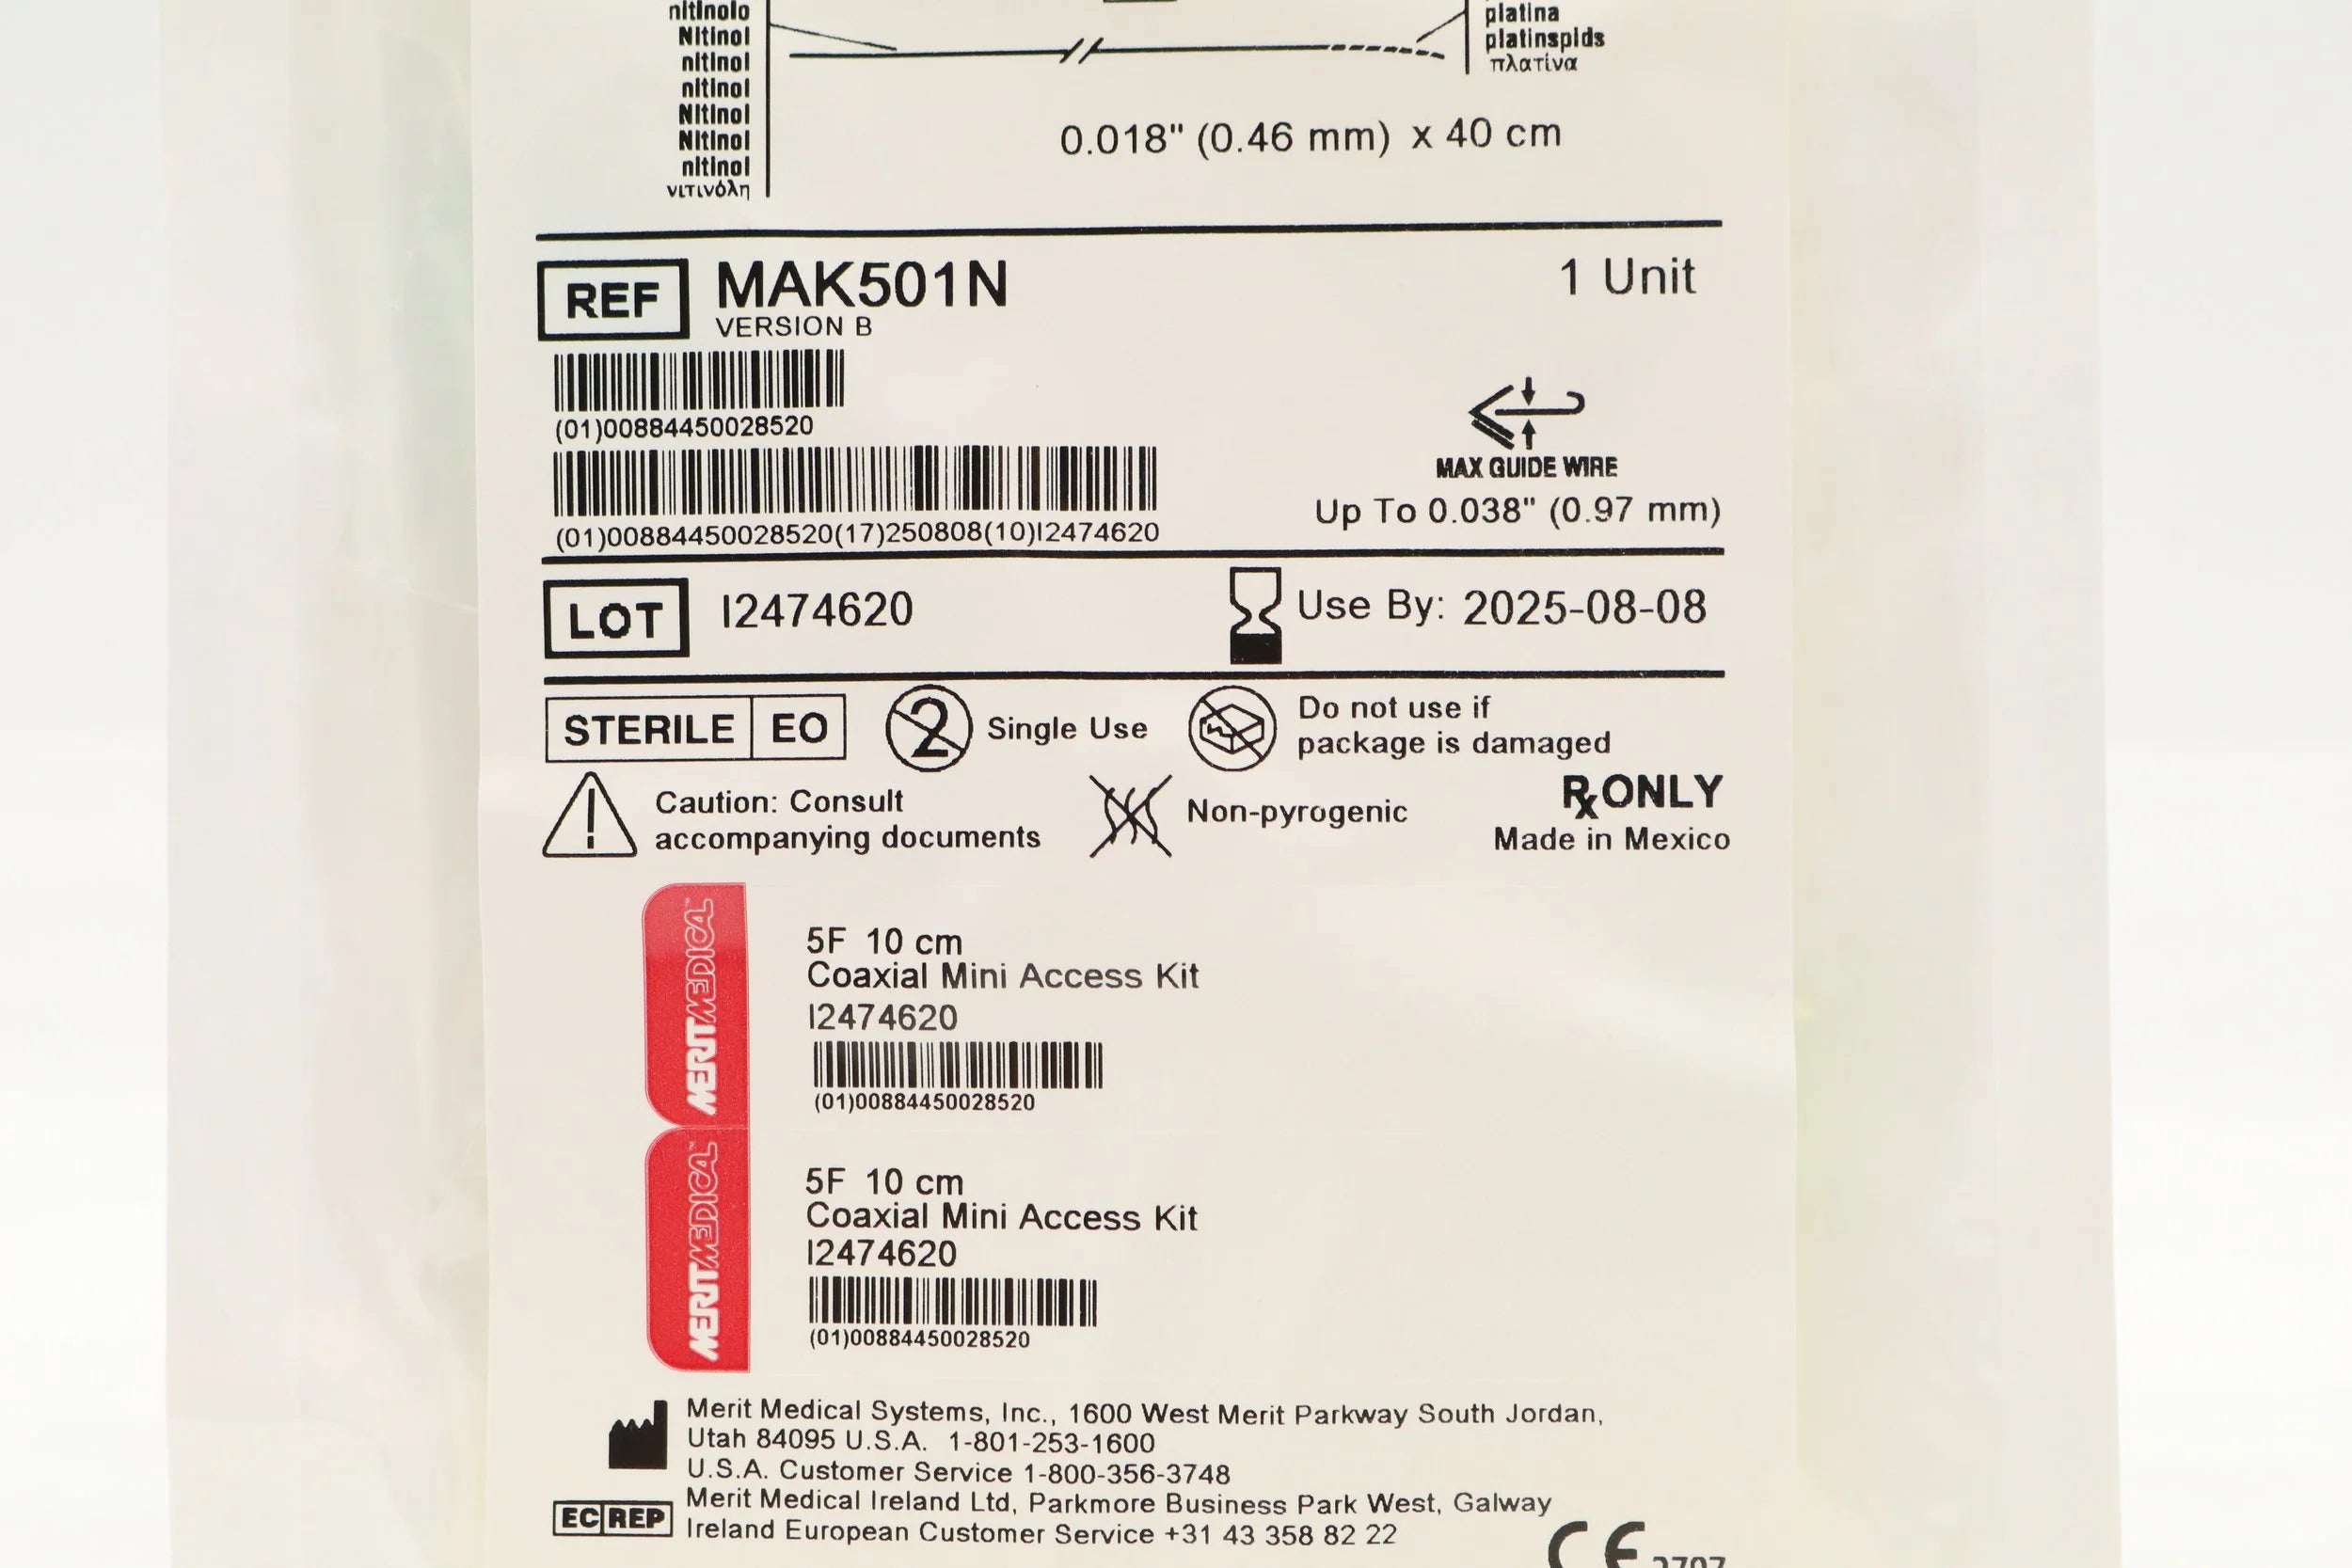 nitinolo
Nitinol
nitinol
nitinol
Nitinol
Nitinol
nitinol
νιτινόλη
platina
platinspids
πλατίνα
0.018" (0.46 mm) x 40 cm
REF MAK501N
VERSION B
1 Unit
(01)00884450028520
(01)00884450028520(17)250808(10)I2474620
MAX GUIDE WIRE
Up To 0.038" (0.97 mm)
LOT I2474620
Use By: 2025-08-08
STERILE EO
2 Single Use
Do not use if
package is damaged
Caution: Consult
accompanying documents
Non-pyrogenic
RxONLY
Made in Mexico
MERITMEDICAL™
5F 10 cm
Coaxial Mini Access Kit
I2474620
(01)00884450028520
MERITMEDICAL™
5F 10 cm
Coaxial Mini Access Kit
I2474620
(01)00884450028520
Merit Medical Systems, Inc., 1600 West Merit Parkway South Jordan,
Utah 84095 U.S.A. 1-801-253-1600
U.S.A. Customer Service 1-800-356-3748
EC REP
Merit Medical Ireland Ltd, Parkmore Business Park West, Galway
Ireland European Customer Service +31 43 358 82 22
CE